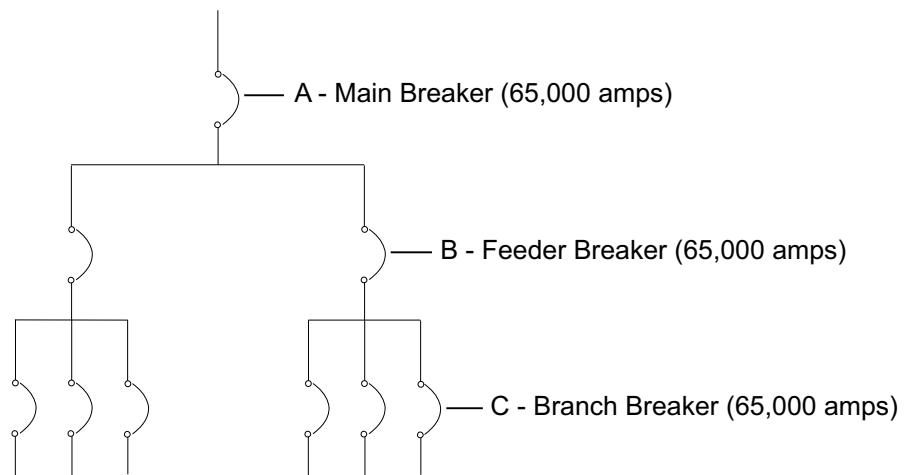 A - Main Breaker (65,000 amps)
B - Feeder Breaker (65,000 amps)
C - Branch Breaker (65,000 amps)